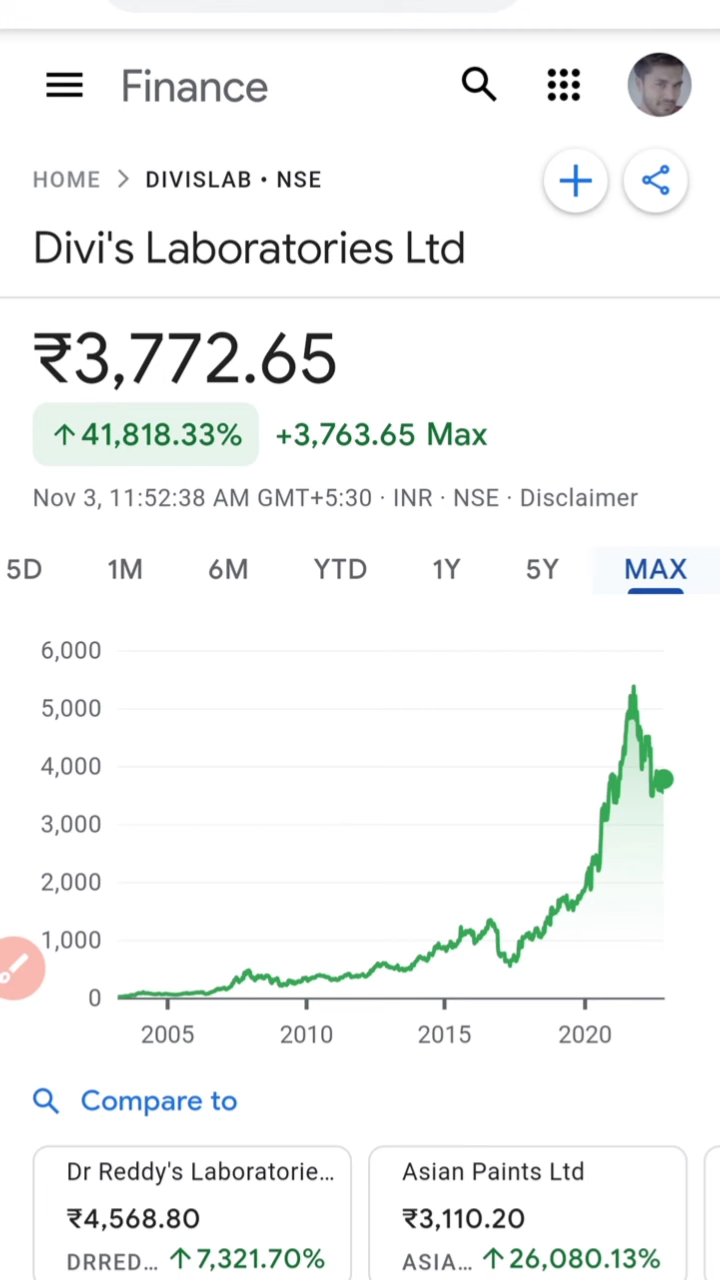 Finance
HOME > DIVISLAB • NSE
Divi's Laboratories Ltd
₹3,772.65
↑41,818.33% +3,763.65 Max
Nov 3, 11:52:38 AM GMT+5:30 · INR · NSE · Disclaimer
5D 1M 6M YTD 1Y 5Y MAX
6,000
5,000
4,000
3,000
2,000
1,000
0
2005 2010 2015 2020
Compare to
Dr Reddy's Laboratorie... Asian Paints Ltd
₹4,568.80 ₹3,110.20
DRRED... ↑7,321.70% ASIA... ↑26,080.13%